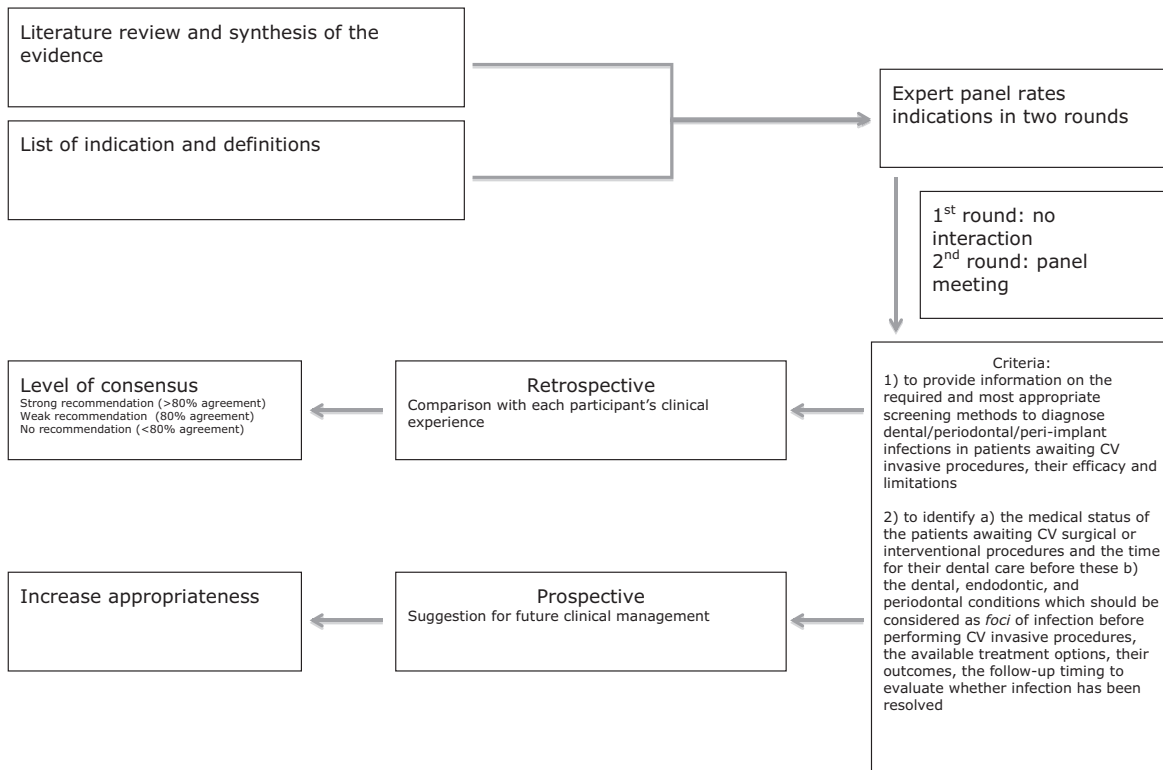 Literature review and synthesis of the
evidence
List of indication and definitions
Expert panel rates
indications in two rounds
1st round: no
interaction
2nd round: panel
meeting
Criteria:
1) to provide information on the
required and most appropriate
screening methods to diagnose
dental/periodontal/peri-implant
infections in patients awaiting CV
invasive procedures, their efficacy and
limitations
2) to identify a) the medical status of
the patients awaiting CV surgical or
interventional procedures and the time
for their dental care before these b)
the dental, endodontic, and
periodontal conditions which should be
considered as foci of infection before
performing CV invasive procedures,
the available treatment options, their
outcomes, the follow-up timing to
evaluate whether infection has been
resolved
Retrospective
Comparison with each participant's clinical
experience
Level of consensus
Strong recommendation (>80% agreement)
Weak recommendation (80% agreement)
No recommendation (<80% agreement)
Prospective
Suggestion for future clinical management
Increase appropriateness